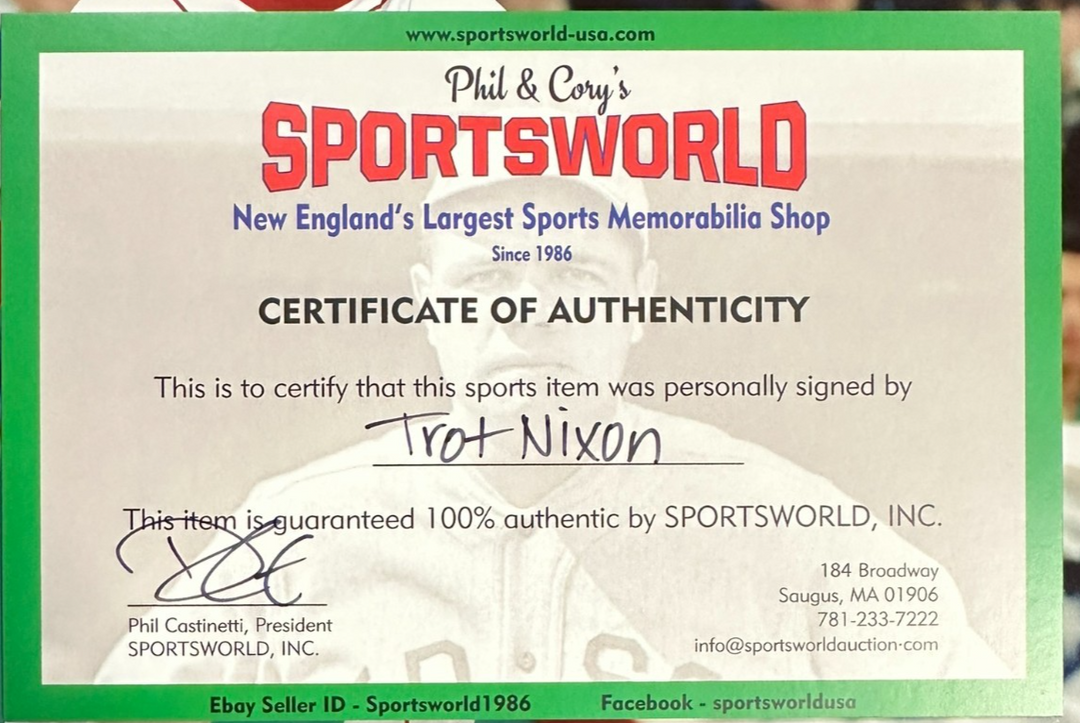 www.sportsworld-usa.com
Phil & Cory's
SPORTSWORLD
New England's Largest Sports Memorabilia Shop
Since 1986
CERTIFICATE OF AUTHENTICITY
This is to certify that this sports item was personally signed by
Trot Nixon
This item is guaranteed 100% authentic by SPORTSWORLD, INC.
184 Broadway
Saugus, MA 01906
781-233-7222
info@sportsworldauction·com
Phil Castinetti, President
SPORTSWORLD, INC.
Ebay Seller ID - Sportsworld1986 Facebook - sportsworldusa